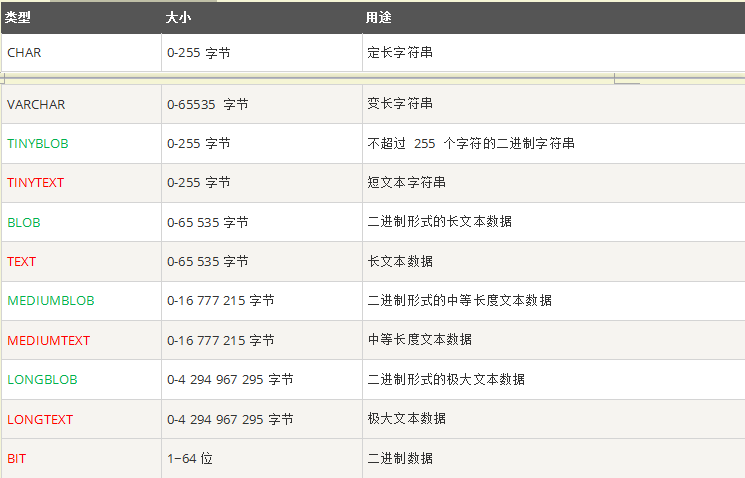 类型 大小 用途
CHAR 0-255 字节 定长字符串
VARCHAR 0-65535 字节 变长字符串
TINYBLOB 0-255 字节 不超过 255 个字符的二进制字符串
TINYTEXT 0-255 字节 短文本字符串
BLOB 0-65 535 字节 二进制形式的长文本数据
TEXT 0-65 535 字节 长文本数据
MEDIUMBLOB 0-16 777 215 字节 二进制形式的中等长度文本数据
MEDIUMTEXT 0-16 777 215 字节 中等长度文本数据
LONGBLOB 0-4 294 967 295 字节 二进制形式的极大文本数据
LONGTEXT 0-4 294 967 295 字节 极大文本数据
BIT 1~64 位 二进制数据